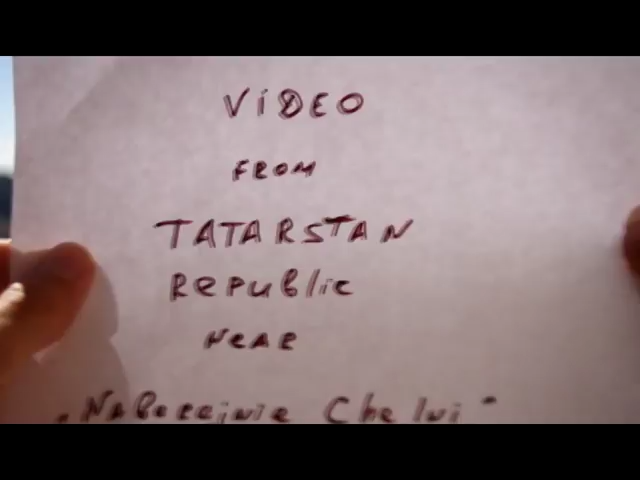 VIDEO
FROM
TATARSTAN
RepubliC
NeAR
„Naberejnie Chelni"